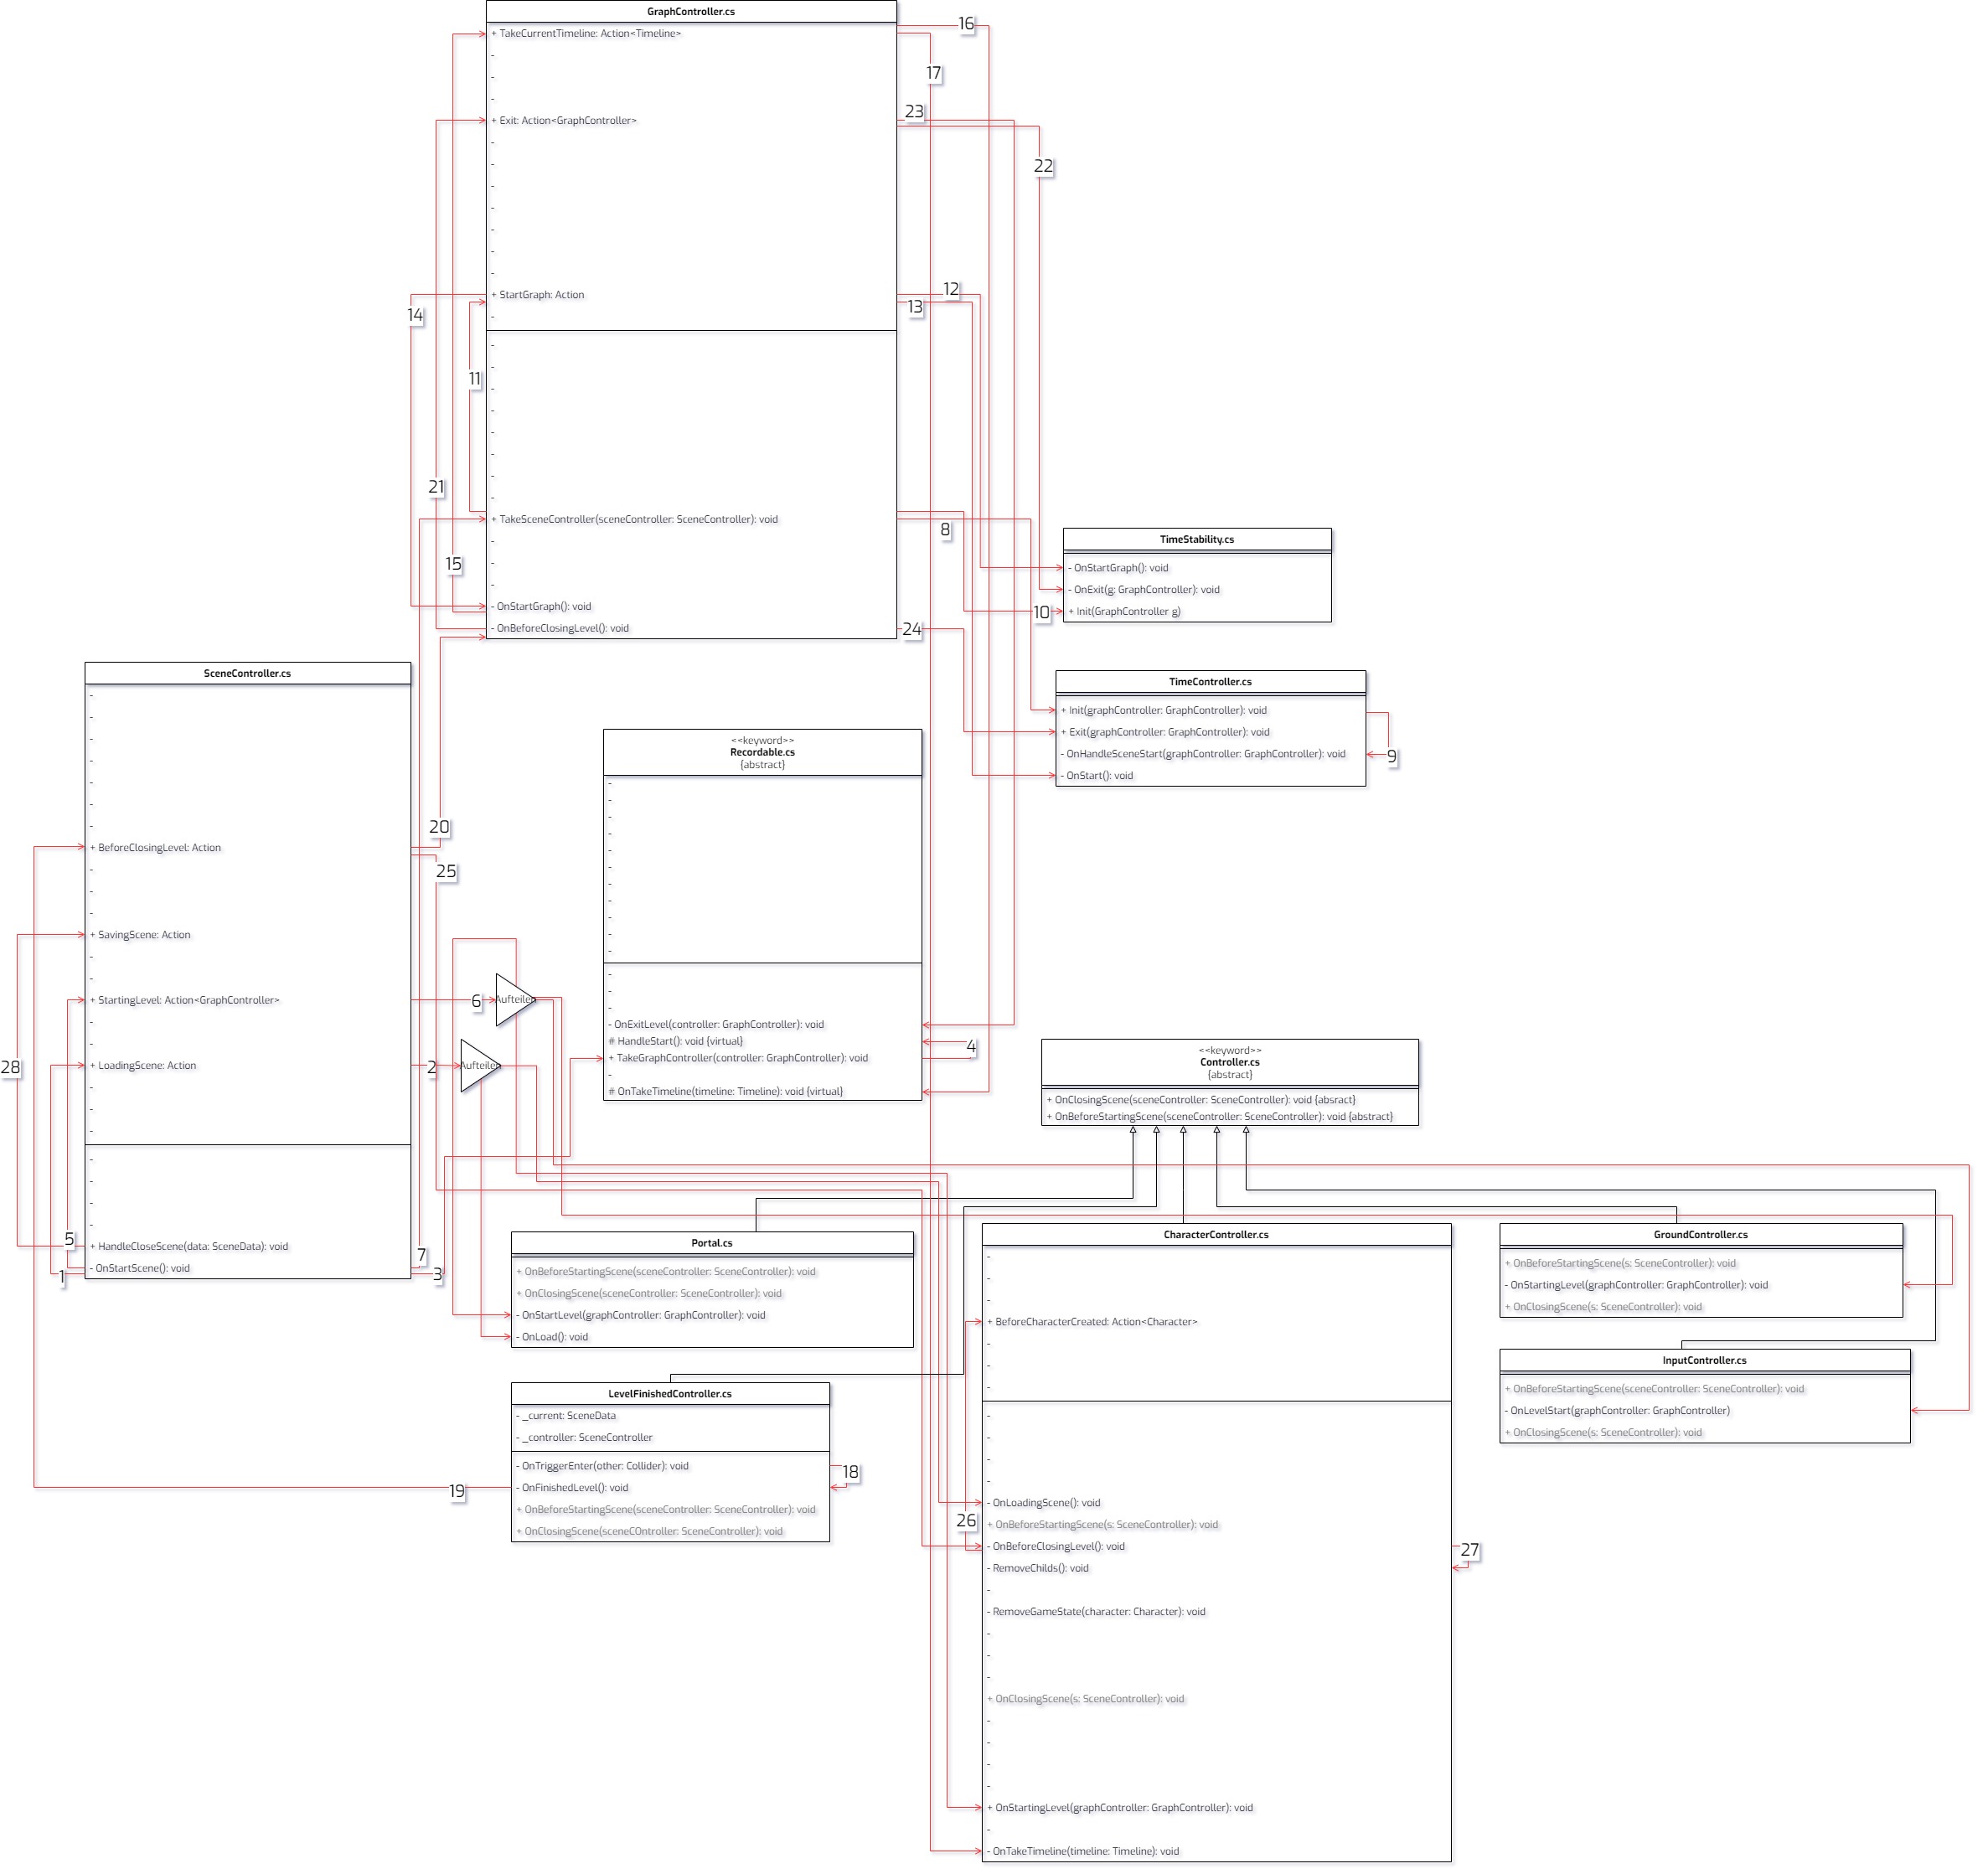 GraphController.cs
+ TakeCurrentTimeline: Action<Timeline>
-
-
-
+ Exit: Action<GraphController>
-
-
-
-
-
-
-
+ StartGraph: Action
-
-
-
-
-
-
-
-
-
+ TakeSceneController(sceneController: SceneController): void
-
-
-
- OnStartGraph(): void
- OnBeforeClosingLevel(): void
16
17
23
22
12
13
14
11
21
15
8
10
24
TimeStability.cs
- OnStartGraph(): void
- OnExit(g: GraphController): void
+ Init(GraphController g)
TimeController.cs
+ Init(graphController: GraphController): void
+ Exit(graphController: GraphController): void
- OnHandleSceneStart(graphController: GraphController): void
- OnStart(): void
9
SceneController.cs
-
-
-
-
-
-
-
+ BeforeClosingLevel: Action
-
-
-
+ SavingScene: Action
-
-
+ StartingLevel: Action<GraphController>
-
-
+ LoadingScene: Action
-
-
-
-
-
-
-
+ HandleCloseScene(data: SceneData): void
- OnStartScene(): void
20
25
6
Aufteilen
2
Aufteilen
28
5
1
7
3
<<keyword>>
Recordable.cs
{abstract}
-
-
-
-
-
-
-
-
-
-
-
-
-
-
- OnExitLevel(controller: GraphController): void
# HandleStart(): void {virtual}
+ TakeGraphController(controller: GraphController): void
-
# OnTakeTimeline(timeline: Timeline): void {virtual}
4
<<keyword>>
Controller.cs
{abstract}
+ OnClosingScene(sceneController: SceneController): void {absract}
+ OnBeforeStartingScene(sceneController: SceneController): void {abstract}
Portal.cs
+ OnBeforeStartingScene(sceneController: SceneController): void
+ OnClosingScene(sceneController: SceneController): void
- OnStartLevel(graphController: GraphController): void
- OnLoad(): void
LevelFinishedController.cs
- _current: SceneData
- _controller: SceneController
- OnTriggerEnter(other: Collider): void
- OnFinishedLevel(): void
+ OnBeforeStartingScene(sceneController: SceneController): void
+ OnClosingScene(sceneCOntroller: SceneController): void
18
19
CharacterController.cs
-
-
-
+ BeforeCharacterCreated: Action<Character>
-
-
-
-
-
-
-
- OnLoadingScene(): void
+ OnBeforeStartingScene(s: SceneController): void
- OnBeforeClosingLevel(): void
- RemoveChilds(): void
-
- RemoveGameState(character: Character): void
-
-
-
+ OnClosingScene(s: SceneController): void
-
-
-
-
+ OnStartingLevel(graphController: GraphController): void
-
- OnTakeTimeline(timeline: Timeline): void
26
27
GroundController.cs
+ OnBeforeStartingScene(s: SceneController): void
- OnStartingLevel(graphController: GraphController): void
+ OnClosingScene(s: SceneController): void
InputController.cs
+ OnBeforeStartingScene(sceneController: SceneController): void
- OnLevelStart(graphController: GraphController)
+ OnClosingScene(s: SceneController): void